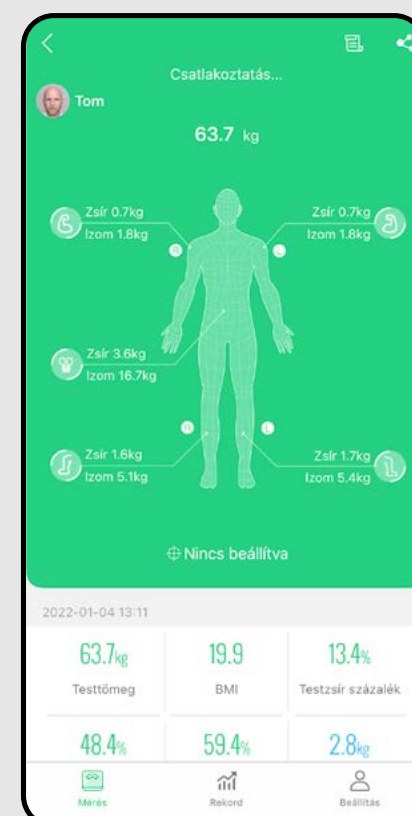 Csatlakoztatás...
Tom
63.7 kg
Zsír 0.7kg
Izom 1.8kg
Zsír 0.7kg
Izom 1.8kg
R
L
Zsír 3.6kg
Izom 16.7kg
R
L
Zsír 1.6kg
Izom 5.1kg
Zsír 1.7kg
Izom 5.4kg
Nincs beállítva
2022-01-04 13:11
63.7kg
19.9
13.4%
Testtömeg
BMI
Testzsír százalék
48.4%
59.4%
2.8kg
Mérés
Rekord
Beállítás